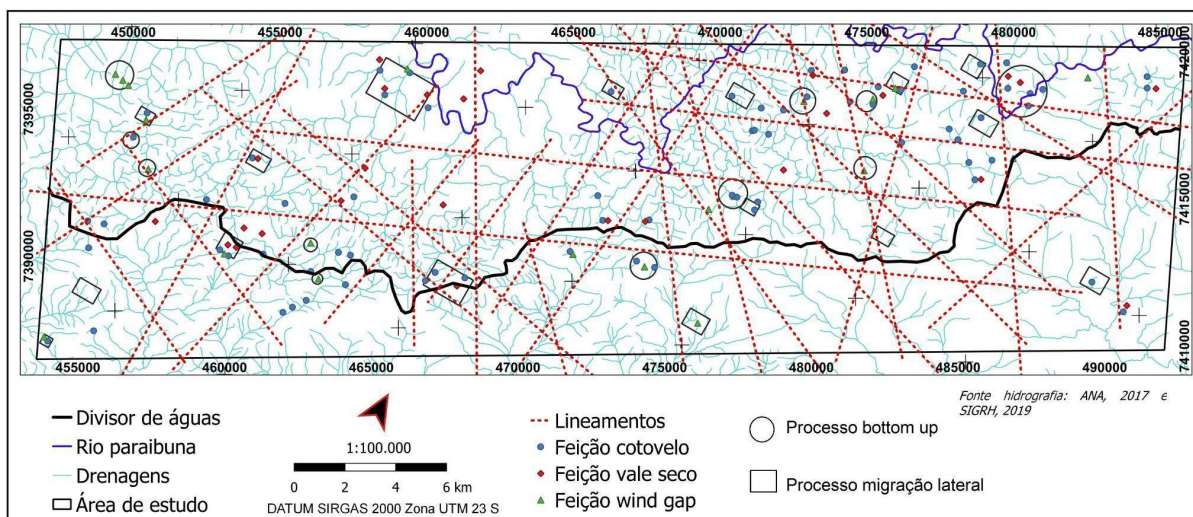 450000 455000 460000 465000 470000 475000 480000 485000
7395000
7390000
7420000
7415000
7410000
455000 460000 465000 470000 475000 480000 485000 490000
Fonte hidrografia: ANA, 2017 e
SIGRH, 2019
Divisor de águas
Rio paraibuna
Drenagens
Área de estudo
1:100.000
0 2 4 6 km
DATUM SIRGAS 2000 Zona UTM 23 S
Lineamentos
Feição cotovelo
Feição vale seco
Feição wind gap
Processo bottom up
Processo migração lateral